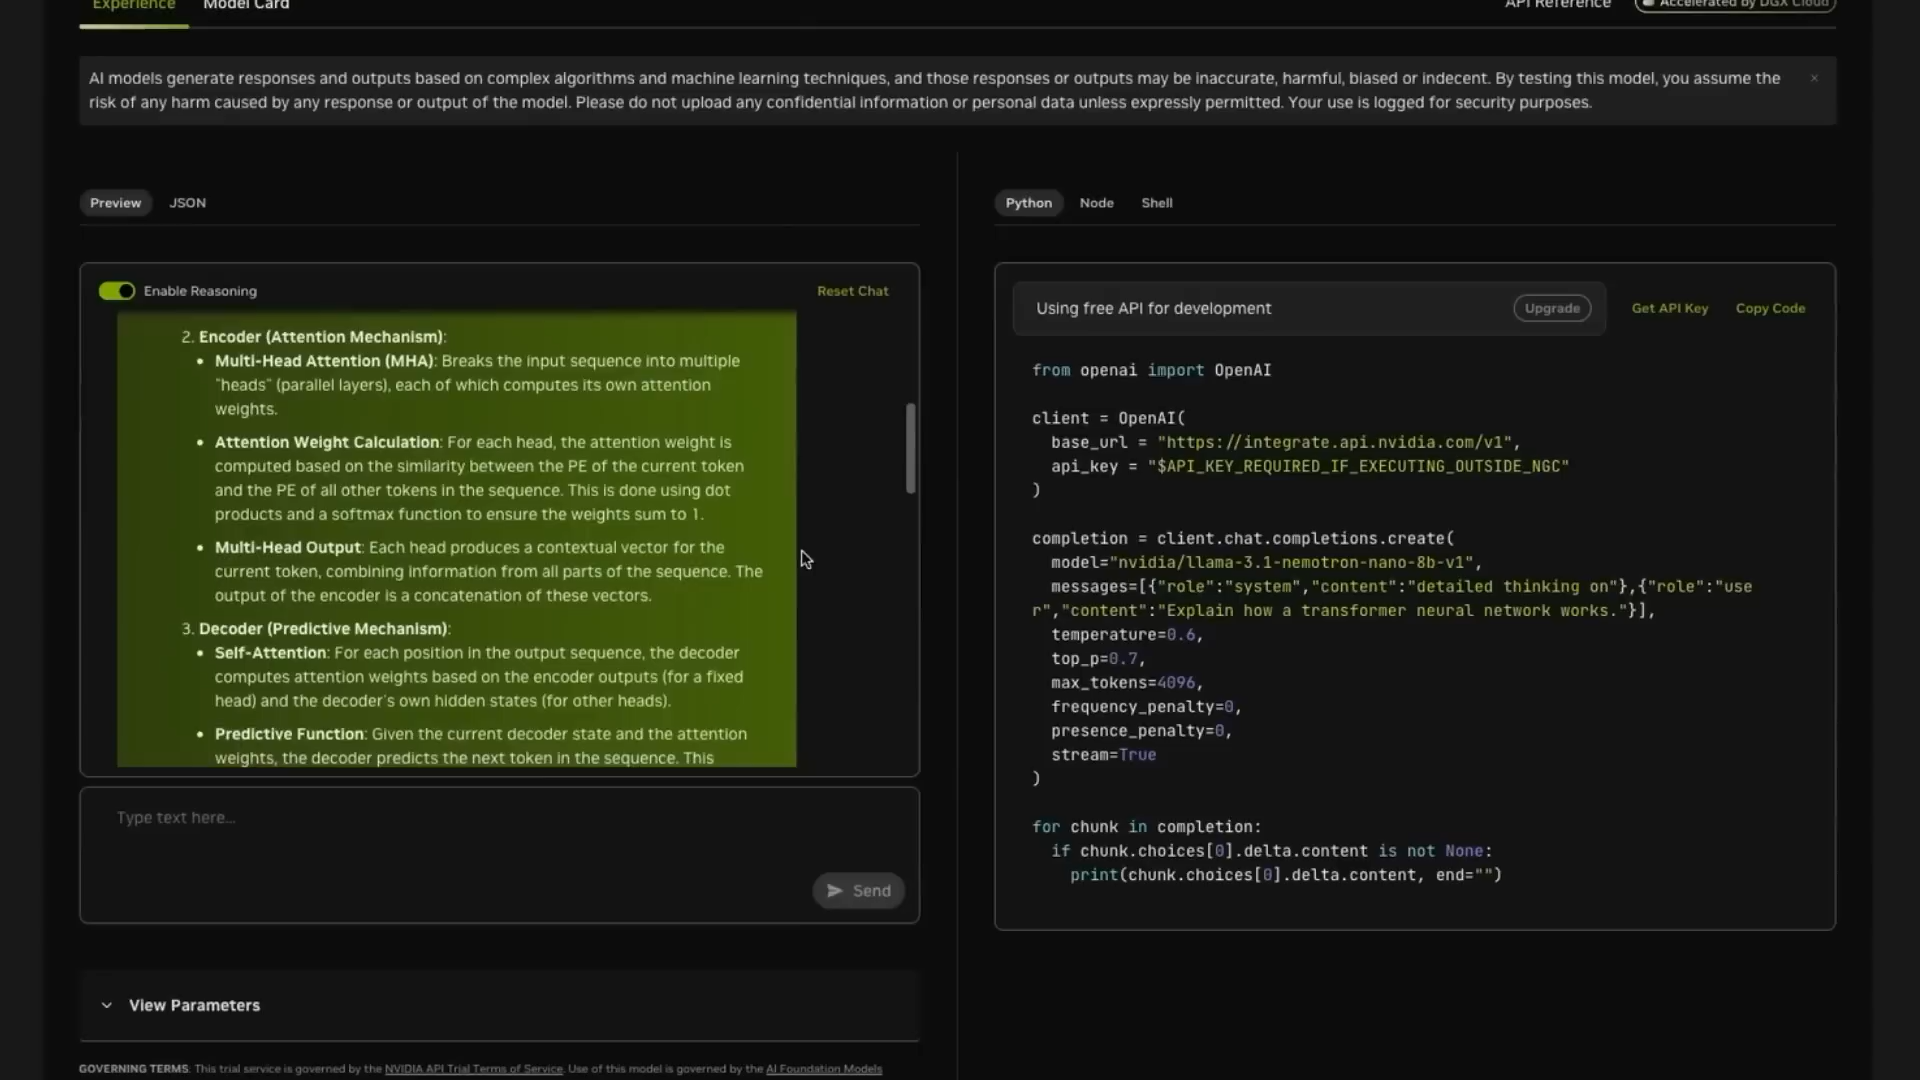 Experience Model Card
API Reference Accelerated by DGX Cloud
AI models generate responses and outputs based on complex algorithms and machine learning techniques, and those responses or outputs may be inaccurate, harmful, biased or indecent. By testing this model, you assume the
risk of any harm caused by any response or output of the model. Please do not upload any confidential information or personal data unless expressly permitted. Your use is logged for security purposes.
Preview JSON
Enable Reasoning Reset Chat
2. Encoder (Attention Mechanism):
• Multi-Head Attention (MHA): Breaks the input sequence into multiple
"heads" (parallel layers), each of which computes its own attention
weights.
• Attention Weight Calculation: For each head, the attention weight is
computed based on the similarity between the PE of the current token
and the PE of all other tokens in the sequence. This is done using dot
products and a softmax function to ensure the weights sum to 1.
• Multi-Head Output: Each head produces a contextual vector for the
current token, combining information from all parts of the sequence. The
output of the encoder is a concatenation of these vectors.
3. Decoder (Predictive Mechanism):
• Self-Attention: For each position in the output sequence, the decoder
computes attention weights based on the encoder outputs (for a fixed
head) and the decoder's own hidden states (for other heads).
• Predictive Function: Given the current decoder state and the attention
weights, the decoder predicts the next token in the sequence. This
Type text here...
Send
View Parameters
GOVERNING TERMS: This trial service is governed by the NVIDIA API Trial Terms of Service. Use of this model is governed by the AI Foundation Models
Python Node Shell
Using free API for development Upgrade Get API Key Copy Code
from openai import OpenAI
client = OpenAI(
base_url = "https://integrate.api.nvidia.com/v1",
api_key = "$API_KEY_REQUIRED_IF_EXECUTING_OUTSIDE_NGC"
)
completion = client.chat.completions.create(
model="nvidia/llama-3.1-nemotron-nano-8b-v1",
messages=[{"role":"system","content":"detailed thinking on"},{"role":"use
r","content":"Explain how a transformer neural network works."}],
temperature=0.6,
top_p=0.7,
max_tokens=4096,
frequency_penalty=0,
presence_penalty=0,
stream=True
)
for chunk in completion:
if chunk.choices[0].delta.content is not None:
print(chunk.choices[0].delta.content, end="")